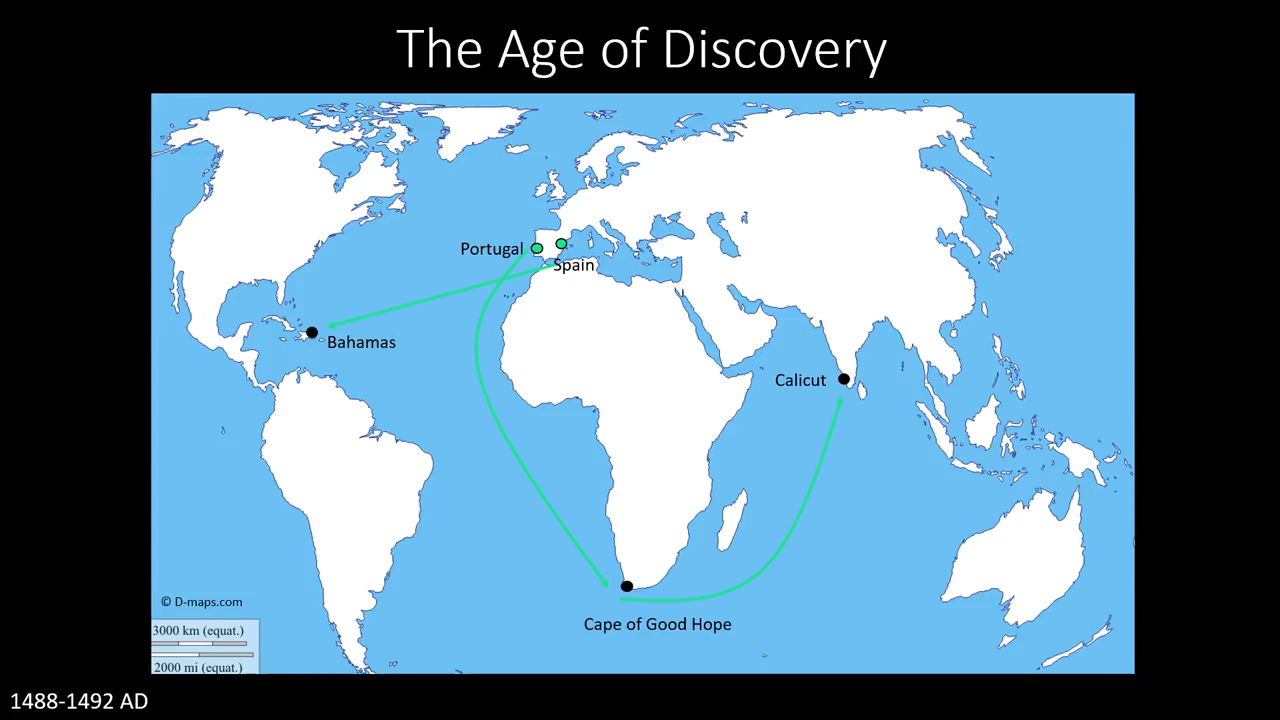 The Age of Discovery
Portugal
Spain
Bahamas
Calicut
Cape of Good Hope
© D-maps.com
3000 km (equat.)
2000 mi (equat.)
1488-1492 AD